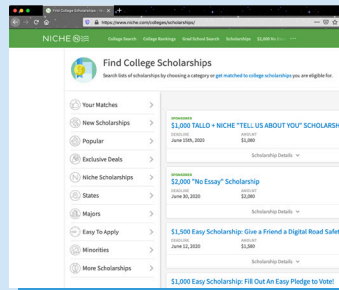 Find College Scholarships - N
https://www.niche.com/colleges/scholarships/
NICHE
College Search College Rankings Grad School Search Scholarships $2,000 No E
Find College Scholarships
Search lists of scholarships by choosing a category or get matched to college scholarships you are eligible for.
Your Matches
New Scholarships
Popular
Exclusive Deals
Niche Scholarships
States
Majors
Easy To Apply
Minorities
More Scholarships
SPONSORED
$1,000 TALLO + NICHE "TELL US ABOUT YOU" SCHOLARSH
DEADLINE AMOUNT
June 15th, 2020 $1,000
Scholarship Details
SPONSORED
$2,000 "No Essay" Scholarship
DEADLINE AMOUNT
June 30, 2020 $2,000
Scholarship Details
$1,500 Easy Scholarship: Give a Friend a Digital Road Safet
DEADLINE AMOUNT
June 12, 2020 $1,500
Scholarship Details
$1,000 Easy Scholarship: Fill Out An Easy Pledge to Vote!